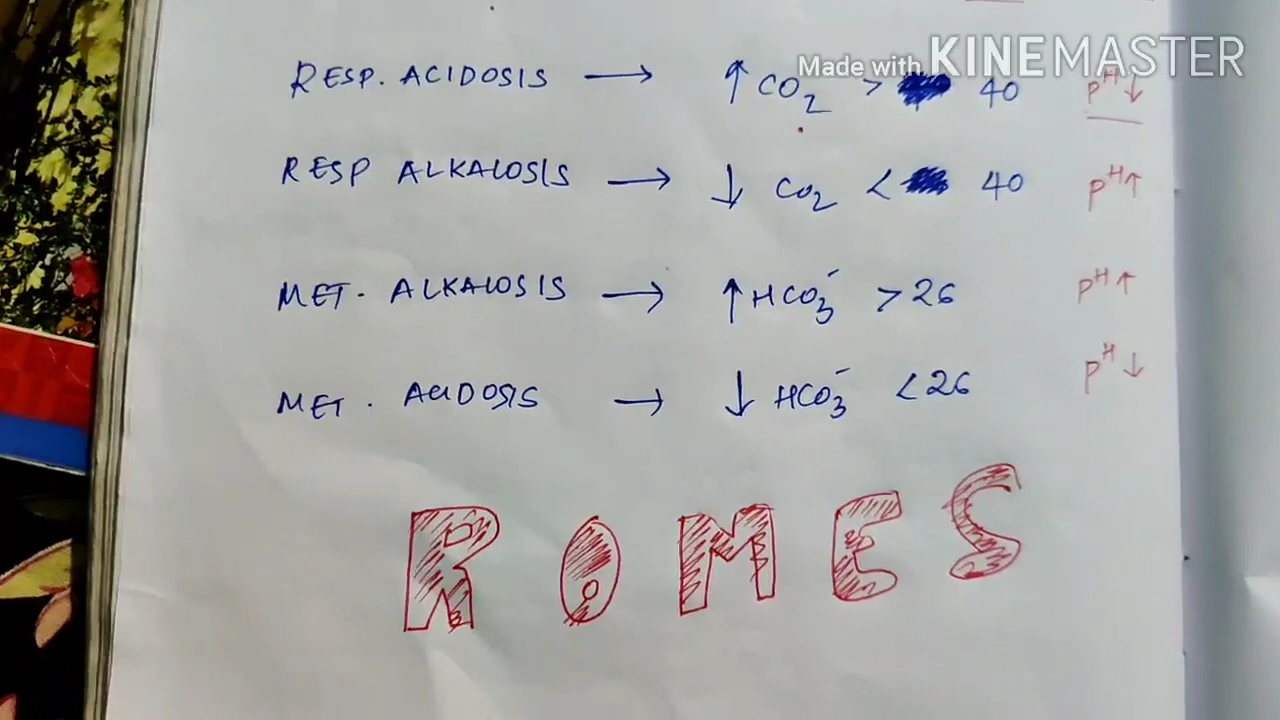 Made with KINEMASTER
RESP. ACIDOSIS → ↑ CO2 > 40 pH↓
RESP ALKALOSIS → ↓ CO2 < 40 pH↑
MET. ALKALOSIS → ↑ HCO3⁻ > 26 pH↑
MET. ACIDOSIS → ↓ HCO3⁻ < 26 pH↓
ROMES